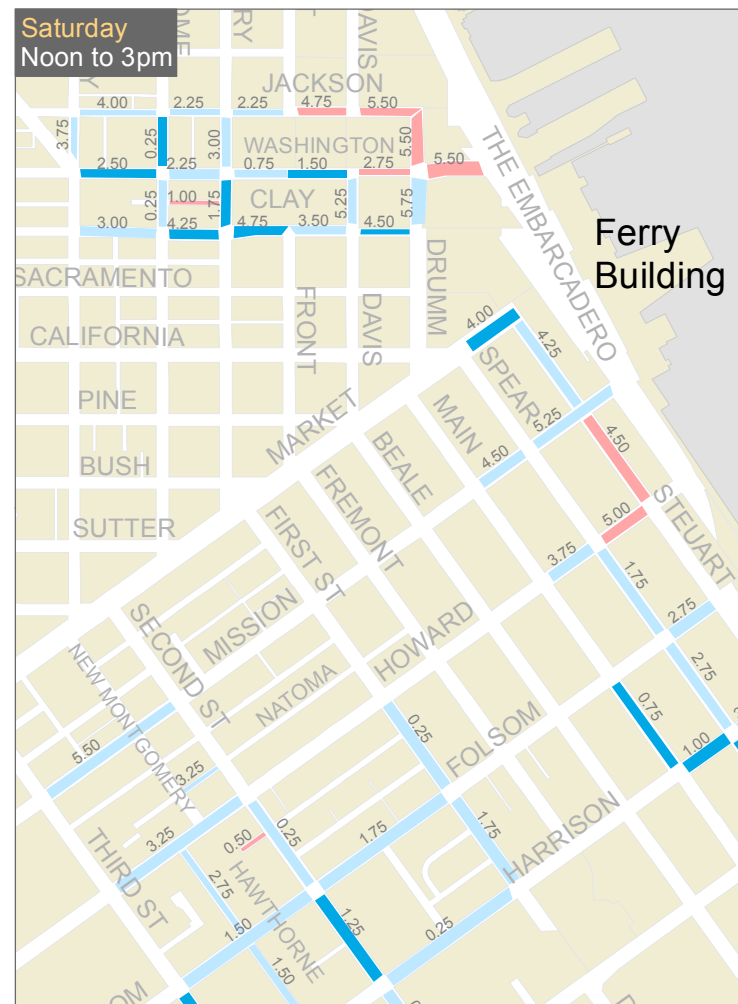 Saturday
Noon to 3pm
OME
RY
Y
DAVIS
JACKSON
4.00
2.25
2.25
4.75
5.50
3.75
0.25
3.00
WASHINGTON
5.50
2.50
2.25
0.75
1.50
2.75
5.50
THE EMBARCADERO
0.25
1.00
1.75
CLAY
5.25
5.75
3.00
4.25
4.75
3.50
4.50
Ferry
Building
SACRAMENTO
FRONT
DAVIS
DRUMM
CALIFORNIA
4.00
4.25
PINE
MARKET
SPEAR
MAIN
5.25
BEALE
4.50
4.50
BUSH
FREMONT
STEUART
SUTTER
FIRST ST
5.00
3.75
1.75
SECOND ST
MISSION
HOWARD
2.75
NEW MONTGOMERY
NATOMA
2.75
0.75
5.50
0.25
FOLSOM
1.00
3.25
THIRD ST
3.25
0.50
0.25
1.75
1.75
HARRISON
2.75
HAWTHORNE
1.50
1.25
0.25
1.50
OM